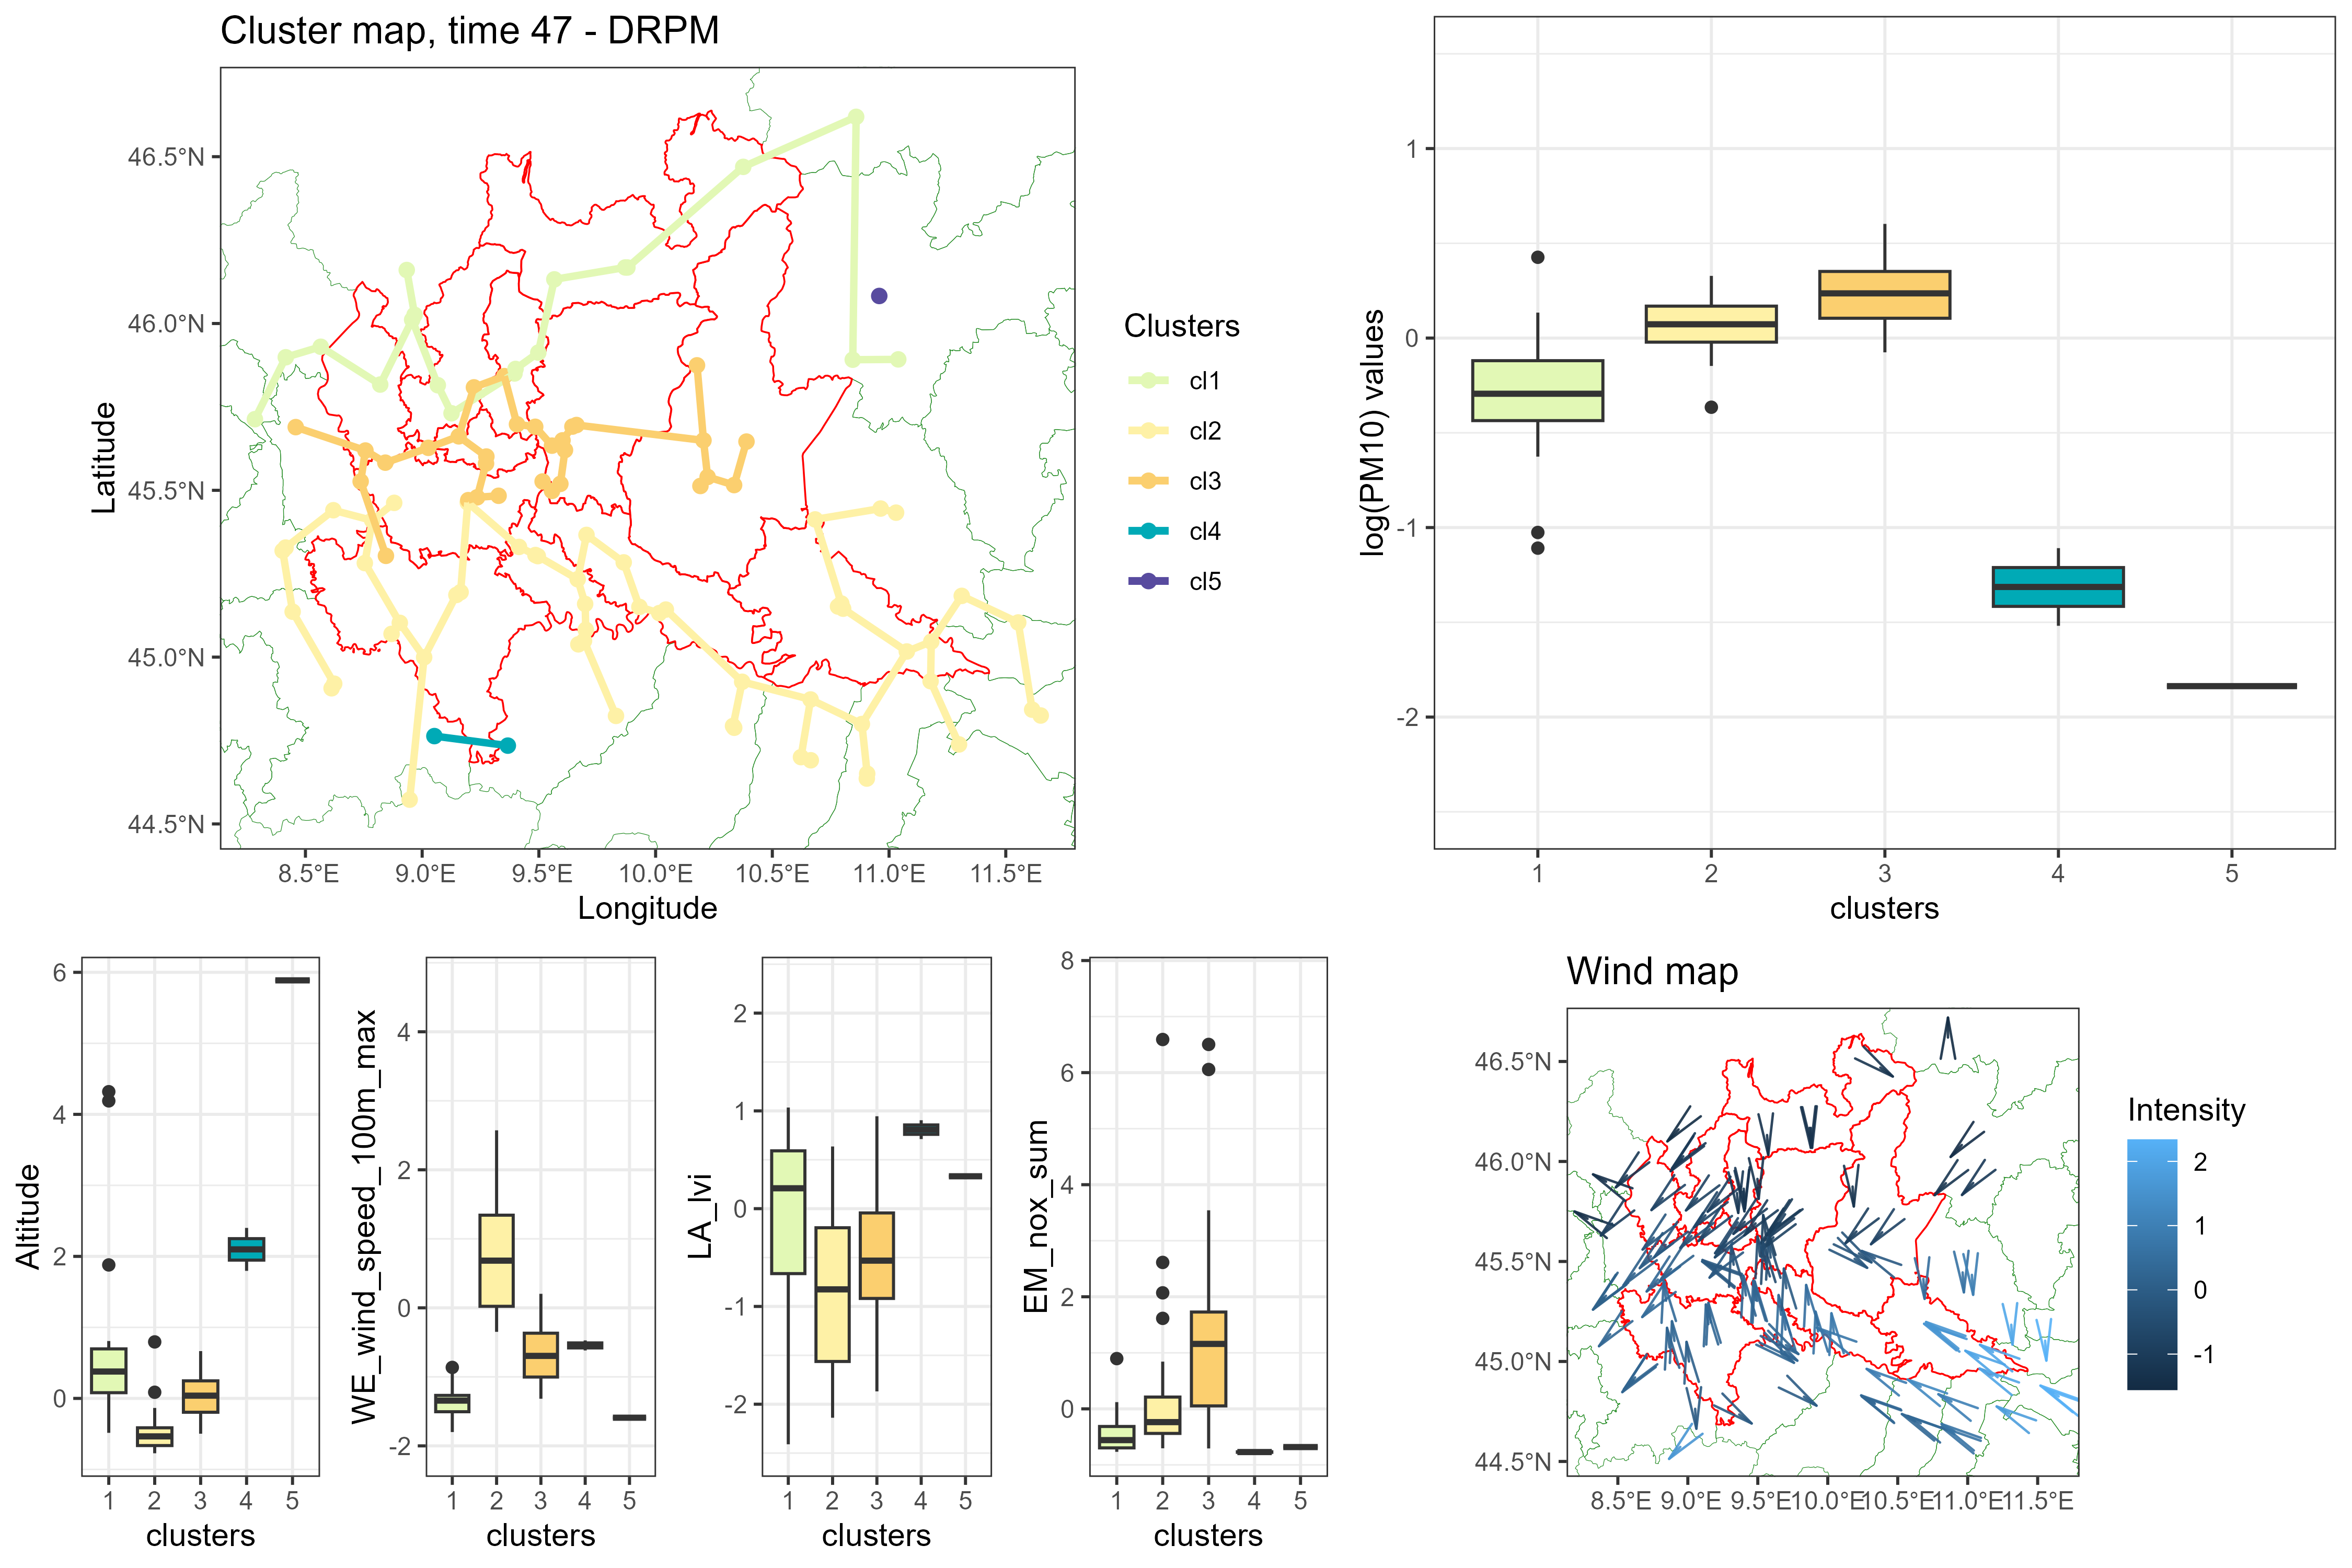 Cluster map, time 47 - DRPM
46.5°N
46.0°N
45.5°N
45.0°N
44.5°N
Latitude
8.5°E 9.0°E 9.5°E 10.0°E 10.5°E 11.0°E 11.5°E
Longitude
Clusters
cl1
cl2
cl3
cl4
cl5
log(PM10) values
1
0
-1
-2
1 2 3 4 5
clusters
Altitude
6
4
2
0
1 2 3 4 5
clusters
WE_wind_speed_100m_max
4
2
0
-2
1 2 3 4 5
clusters
LA_lvi
2
1
0
-1
-2
1 2 3 4 5
clusters
EM_nox_sum
8
6
4
2
0
1 2 3 4 5
clusters
Wind map
46.5°N
46.0°N
45.5°N
45.0°N
44.5°N
8.5°E 9.0°E 9.5°E 10.0°E 10.5°E 11.0°E 11.5°E
Intensity
2
1
0
-1